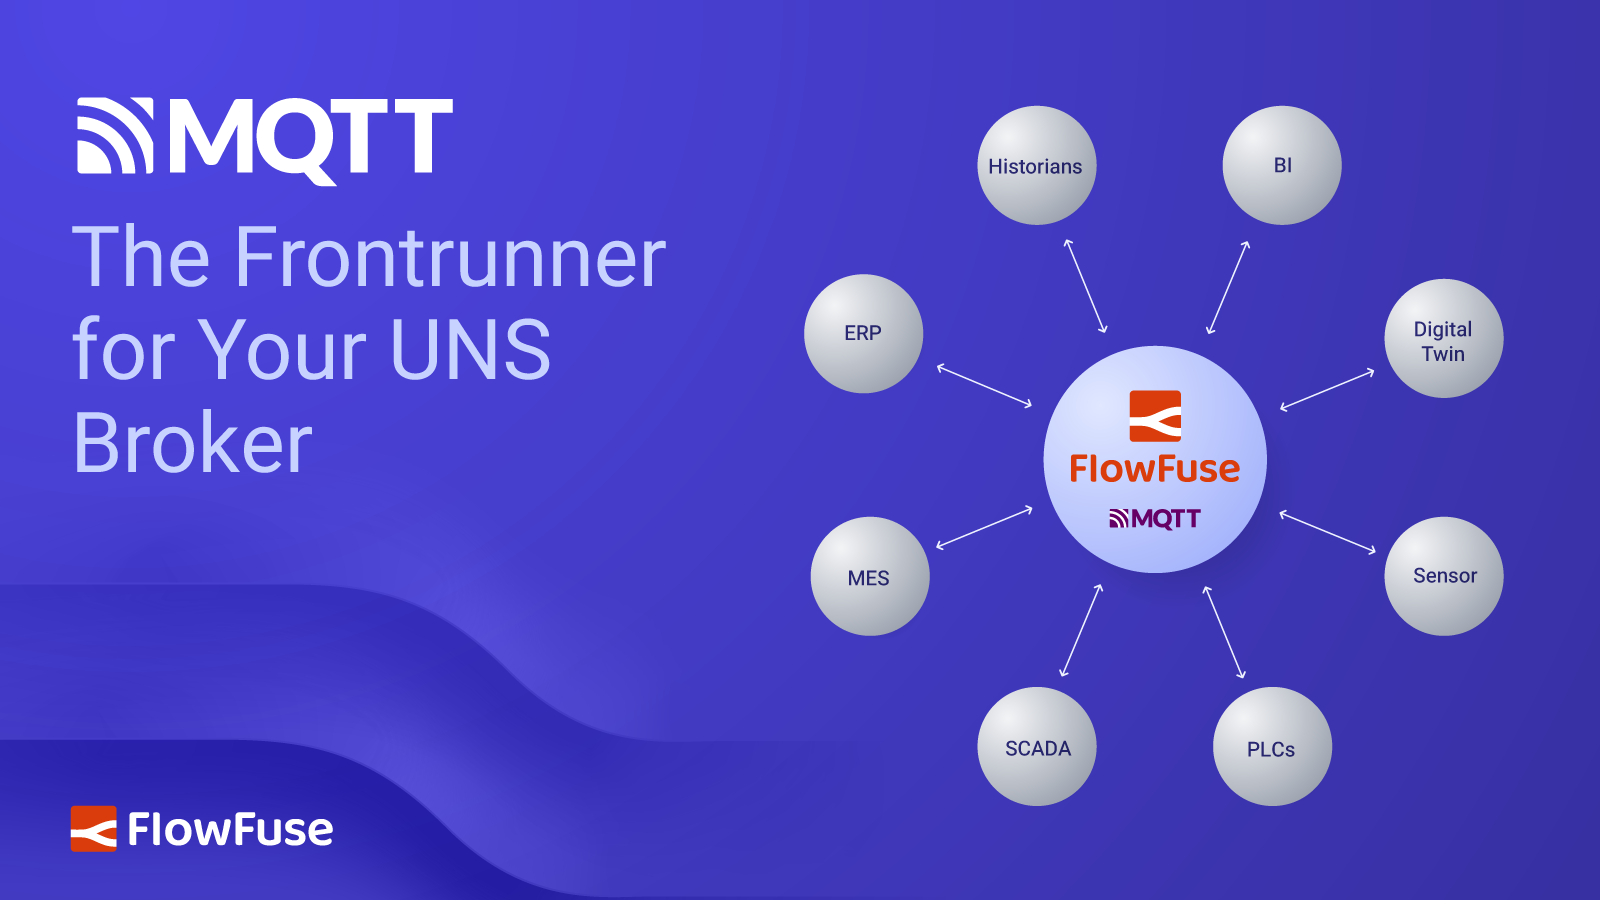 MQTT
The Frontrunner
for Your UNS
Broker
FlowFuse
Historians
BI
ERP
Digital
Twin
FlowFuse
MQTT
MES
Sensor
SCADA
PLCs